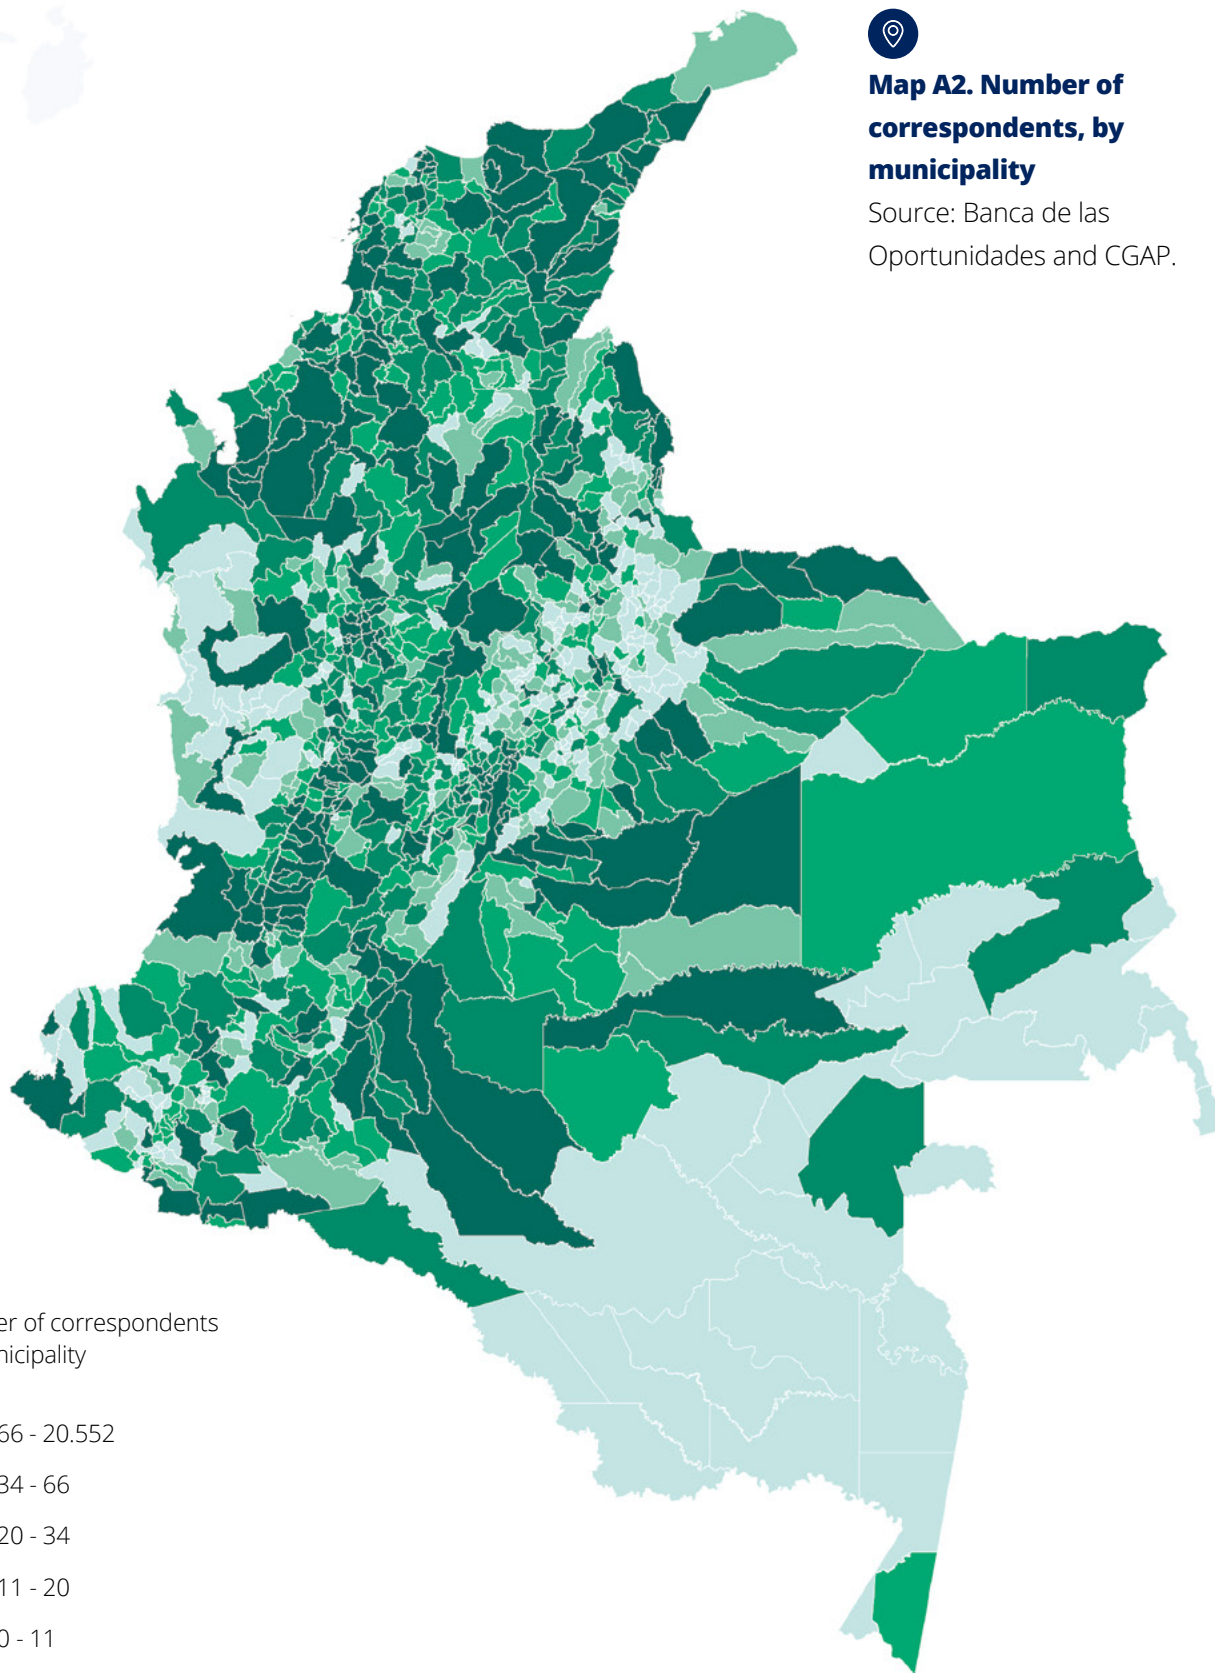 Map A2. Number of
correspondents, by
municipality
Source: Banca de las
Oportunidades and CGAP.
er of correspondents
nicipality
66 - 20.552
34 - 66
20 - 34
11 - 20
0 - 11